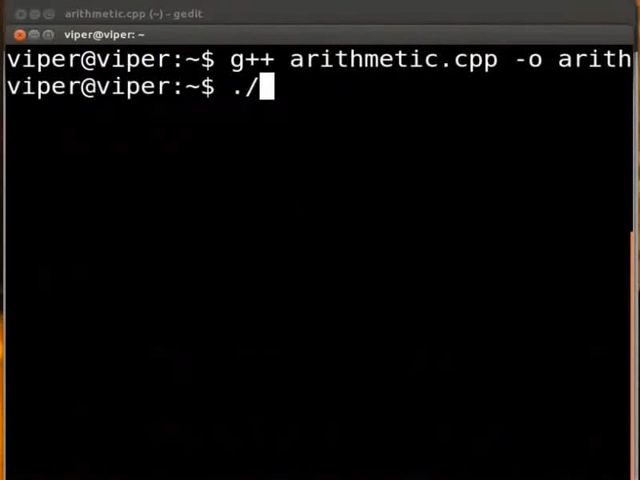 arithmetic.cpp (~) - gedit
viper@viper: ~
viper@viper:~$ g++ arithmetic.cpp -o arith
viper@viper:~$ ./